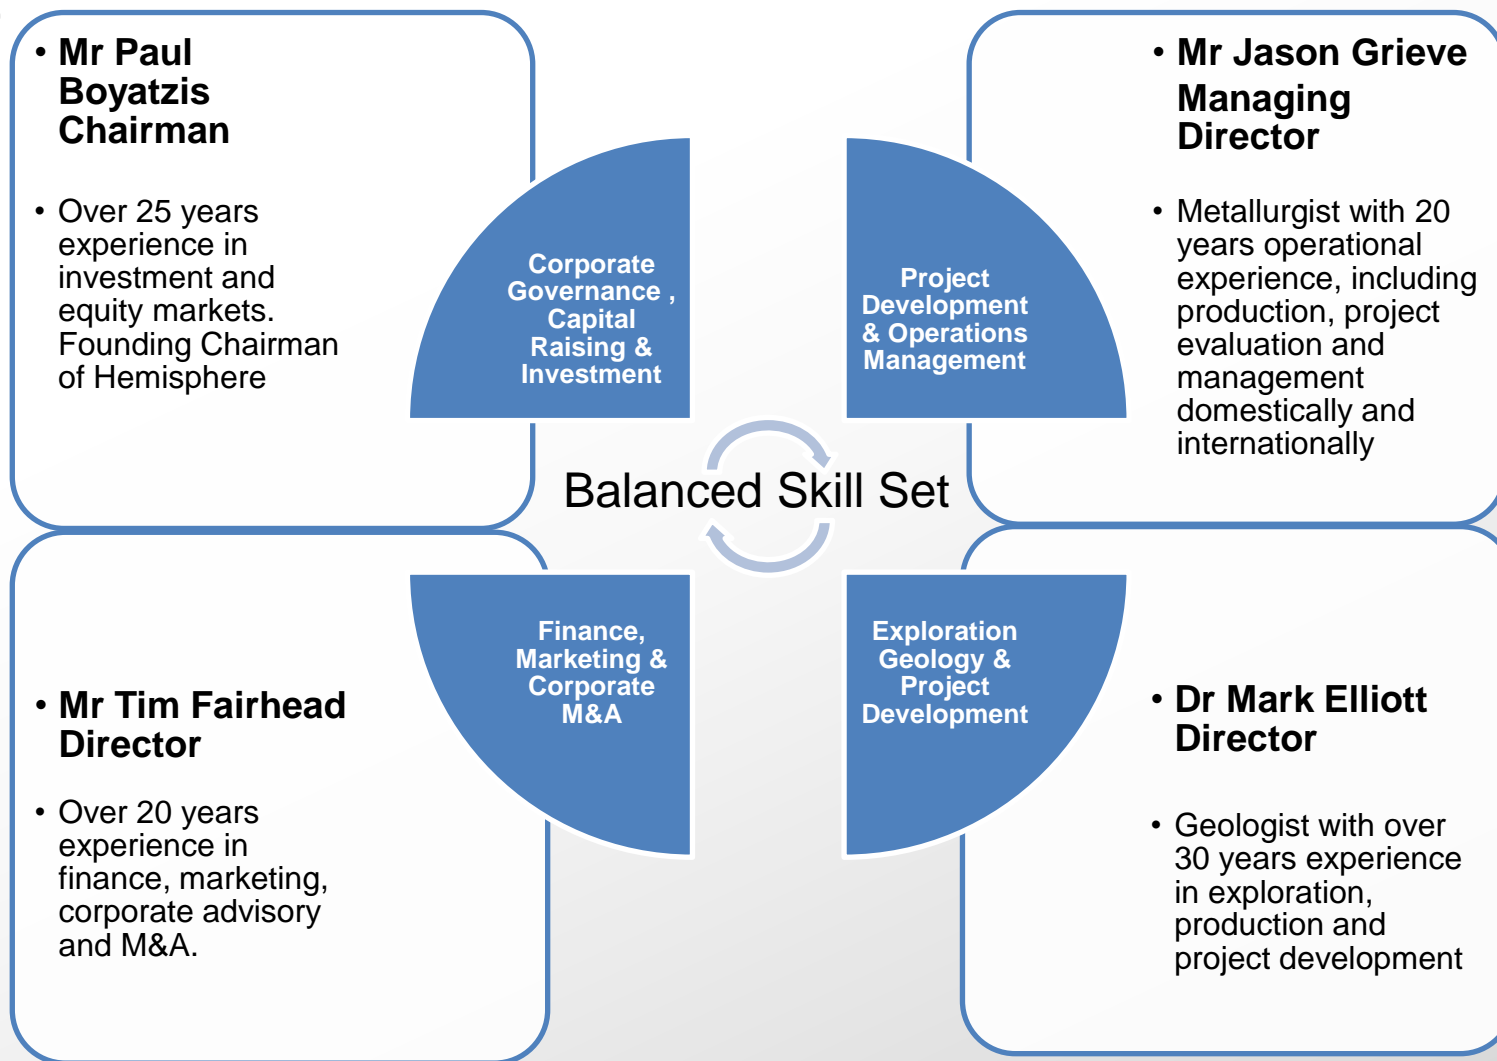 • Mr Paul
Boyatzis
Chairman
• Over 25 years
experience in
investment and
equity markets.
Founding Chairman
of Hemisphere
Corporate
Governance ,
Capital
Raising &
Investment
Project
Development
& Operations
Management
• Mr Jason Grieve
Managing
Director
• Metallurgist with 20
years operational
experience, including
production, project
evaluation and
management
domestically and
internationally
Balanced Skill Set
• Mr Tim Fairhead
Director
• Over 20 years
experience in
finance, marketing,
corporate advisory
and M&A.
Finance,
Marketing &
Corporate
M&A
Exploration
Geology &
Project
Development
• Dr Mark Elliott
Director
• Geologist with over
30 years experience
in exploration,
production and
project development